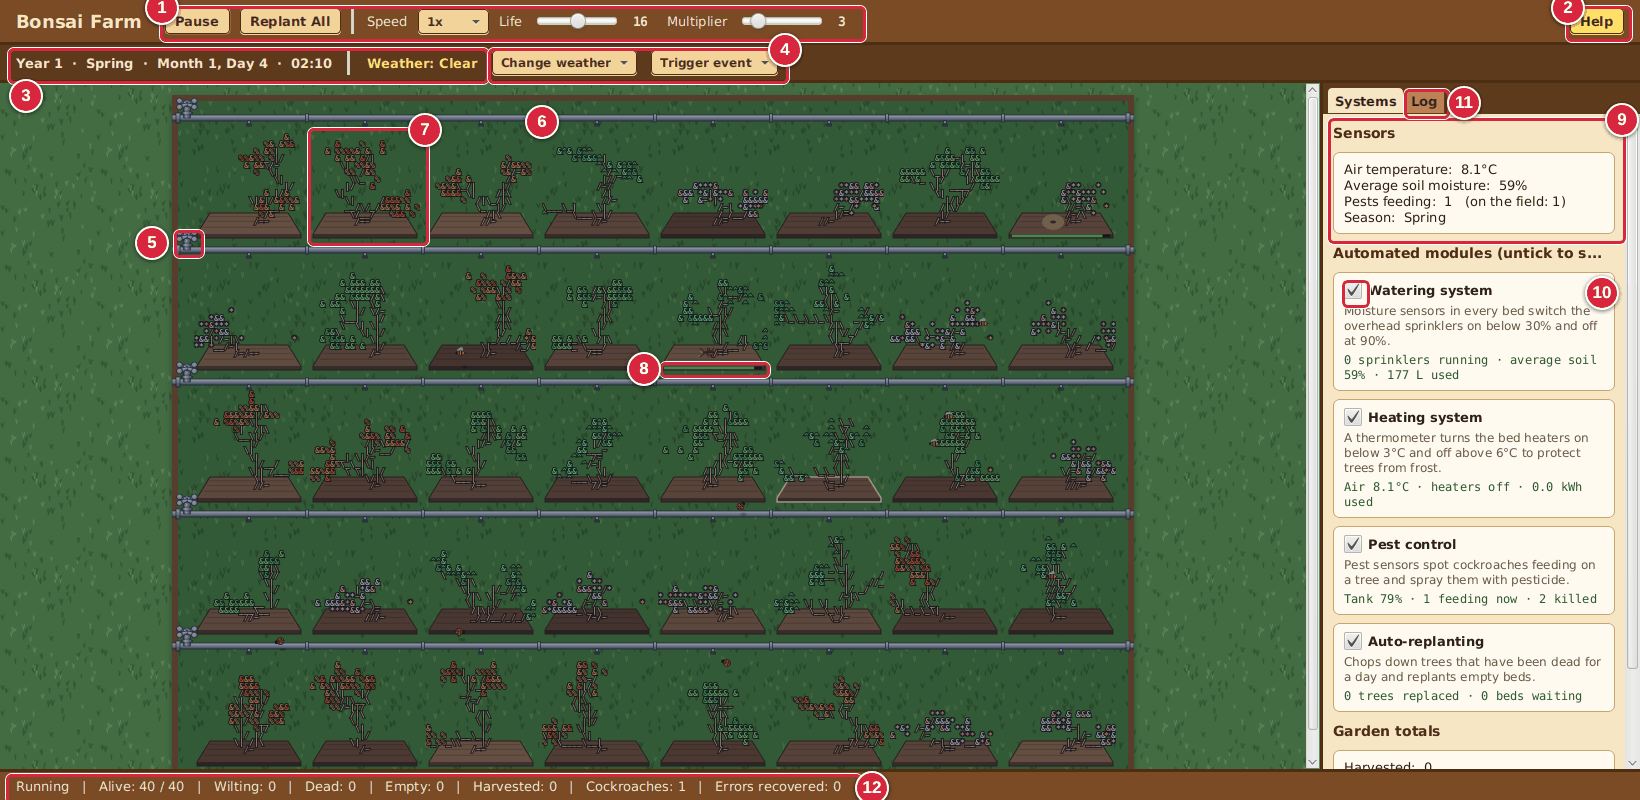 Bonsai Farm
1
Pause
Replant All
Speed
1x
Life
16
Multiplier
3
2
Help
Year 1 · Spring · Month 1, Day 4 · 02:10
Weather: Clear
Change weather
Trigger event
4
3
Systems
Log
11
9
Sensors
Air temperature: 8.1°C
Average soil moisture: 59%
Pests feeding: 1 (on the field: 1)
Season: Spring
6
7
5
8
Automated modules (untick to s...
10
Watering system
Moisture sensors in every bed switch the
overhead sprinklers on below 30% and off
at 90%.
0 sprinklers running · average soil
59% · 177 L used
Heating system
A thermometer turns the bed heaters on
below 3°C and off above 6°C to protect
trees from frost.
Air 8.1°C · heaters off · 0.0 kWh
used
Pest control
Pest sensors spot cockroaches feeding on
a tree and spray them with pesticide.
Tank 79% · 1 feeding now · 2 killed
Auto-replanting
Chops down trees that have been dead for
a day and replants empty beds.
0 trees replaced · 0 beds waiting
Garden totals
Harvested: 0
Running | Alive: 40 / 40 | Wilting: 0 | Dead: 0 | Empty: 0 | Harvested: 0 | Cockroaches: 1 | Errors recovered: 0
12